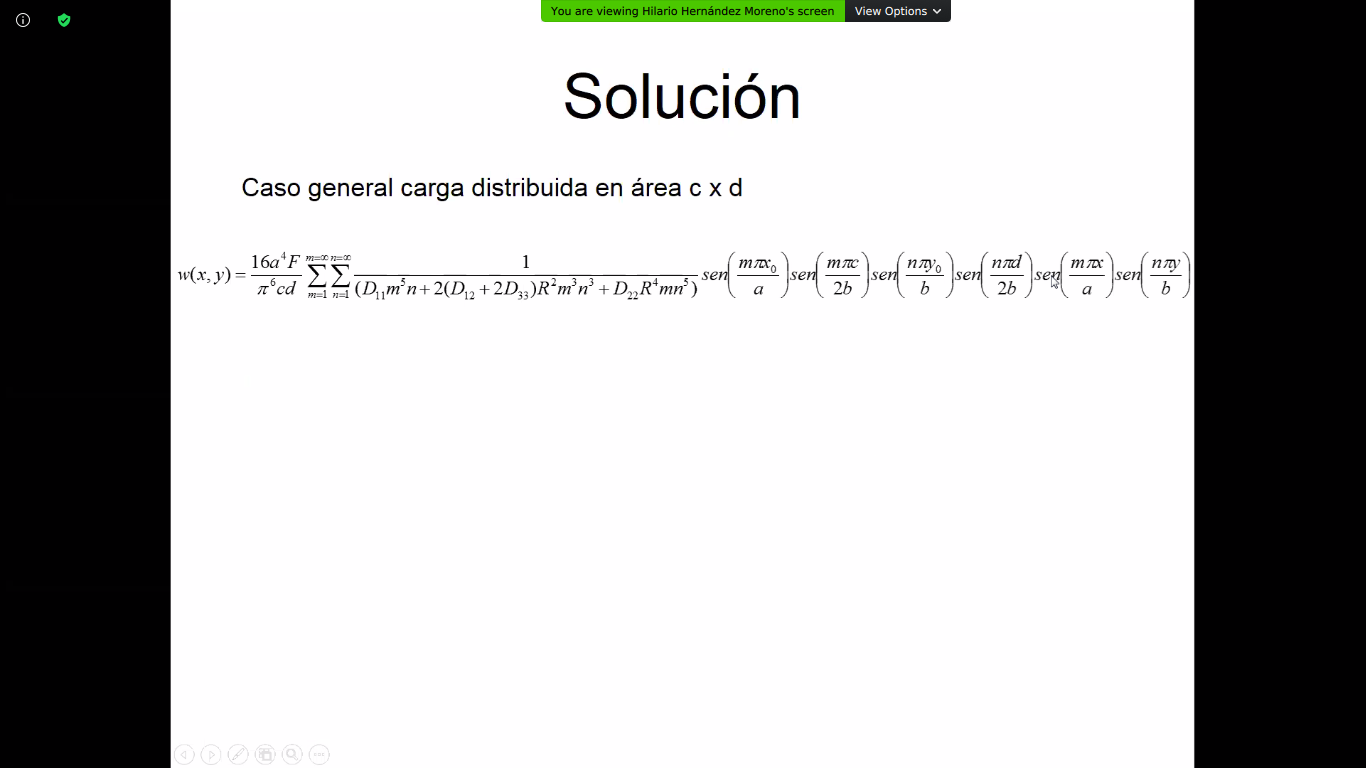 You are viewing Hilario Hernández Moreno's screen View Options
Solución
Caso general carga distribuida en área c x d
w(x, y) = \frac{16a^4F}{\pi^6cd} \sum_{m=1}^{m=\infty} \sum_{n=1}^{n=\infty} \frac{1}{(D_{11}m^5n + 2(D_{12} + 2D_{33})R^2m^3n^3 + D_{22}R^4mn^5)} sen\left(\frac{m\pi x_0}{a}\right) sen\left(\frac{m\pi c}{2b}\right) sen\left(\frac{n\pi y_0}{b}\right) sen\left(\frac{n\pi d}{2b}\right) sen\left(\frac{m\pi x}{a}\right) sen\left(\frac{n\pi y}{b}\right)